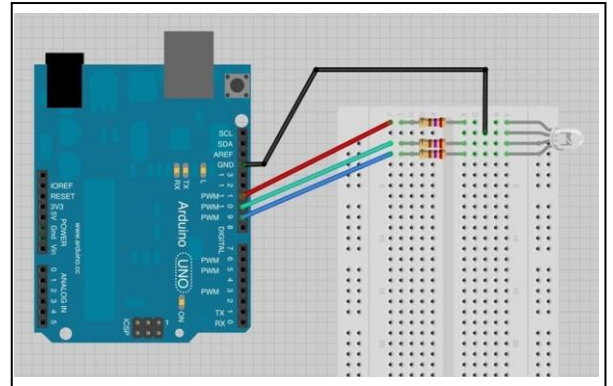 SCL
SDA
AREF
GND
13
12
PWM 11
PWM 10
PWM 9
8
DIGITAL
7
PWM 6
PWM 5
4
PWM 3
2
TX 1
RX 0
IOREF
RESET
3V3
5V
Gnd
Vin
POWER
www.arduino.cc
ANALOG IN
0
1
2
3
4
5
TX
RX
L
Arduino
UNO
ON
ICSP
1